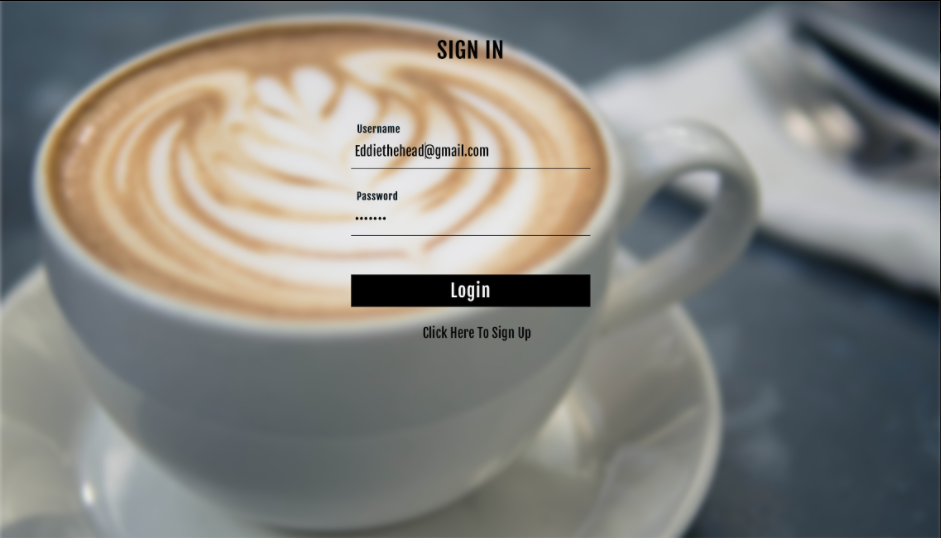 SIGN IN
Username
Eddiethehead@gmail.com
Password
•••••••
Login
Click Here To Sign Up